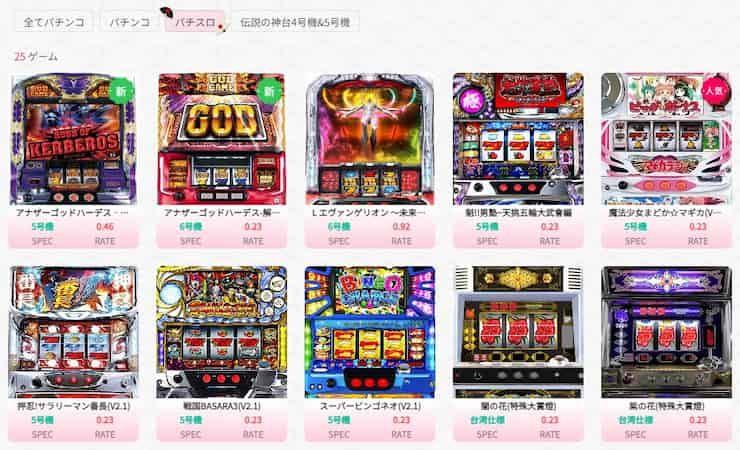 全てパチンコ パチンコ パチスロ 伝説の神台4号機&5号機
25 ゲーム
新 新 極 人気
GOD GAME
GOD
KERBEROS
アナザーゴッドハーデス‐… アナザーゴッドハーデス-解… L エヴァンゲリオン ～未来… 魁!!男塾~天挑五輪大武會編 魔法少女まどか☆マギカ(V…
5号機 0.46 6号機 0.23 6号機 0.92 5号機 0.23 5号機 0.23
SPEC RATE SPEC RATE SPEC RATE SPEC RATE SPEC RATE
番長 押忍
BINGO
押忍!サラリーマン番長(V2.1) 戦国BASARA3(V2.1) スーパービンゴネオ(V2.1) 闇の花(特殊大賞燈) 紫の花(特殊大賞燈)
5号機 0.23 5号機 0.23 5号機 0.23 台湾仕様 0.23 台湾仕様 0.23
SPEC RATE SPEC RATE SPEC RATE SPEC RATE SPEC RATE